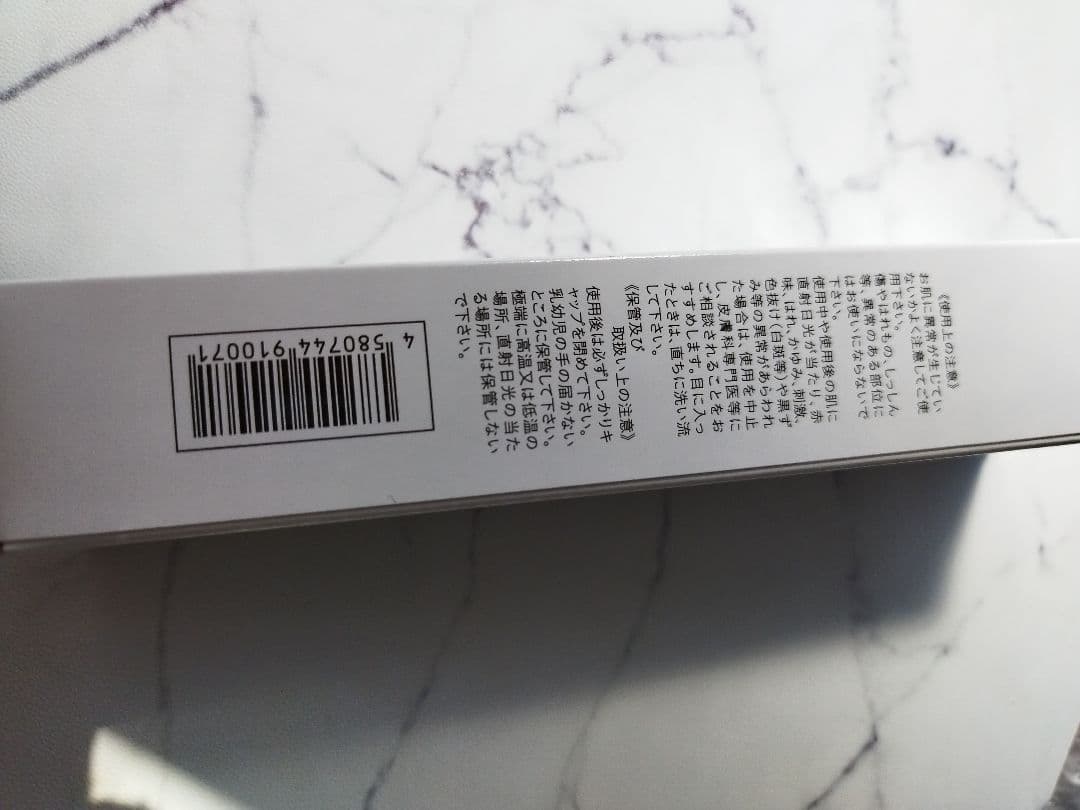 《使用上の注意》
お肌に異常が生じてい
ないかよく注意してご使
用下さい。
傷やはれもの、しっしん
等、異常のある部位に
はお使いにならないで
下さい。
使用中や使用後の肌に
直射日光が当たり、赤
味、はれ、かゆみ、刺激、
色抜け(白斑等)や黒ず
み等の異常があらわれ
た場合は、使用を中止
し、皮膚科専門医等に
ご相談されることをお
すすめします。目に入っ
たときは、直ちに洗い流
して下さい。
《保管及び
取扱い上の注意》
使用後は必ずしっかりキ
ャップを閉めて下さい。
乳幼児の手の届かない
ところに保管して下さい。
極端に高温又は低温の
場所、直射日光の当た
る場所には保管しない
で下さい。
4 580744 910071